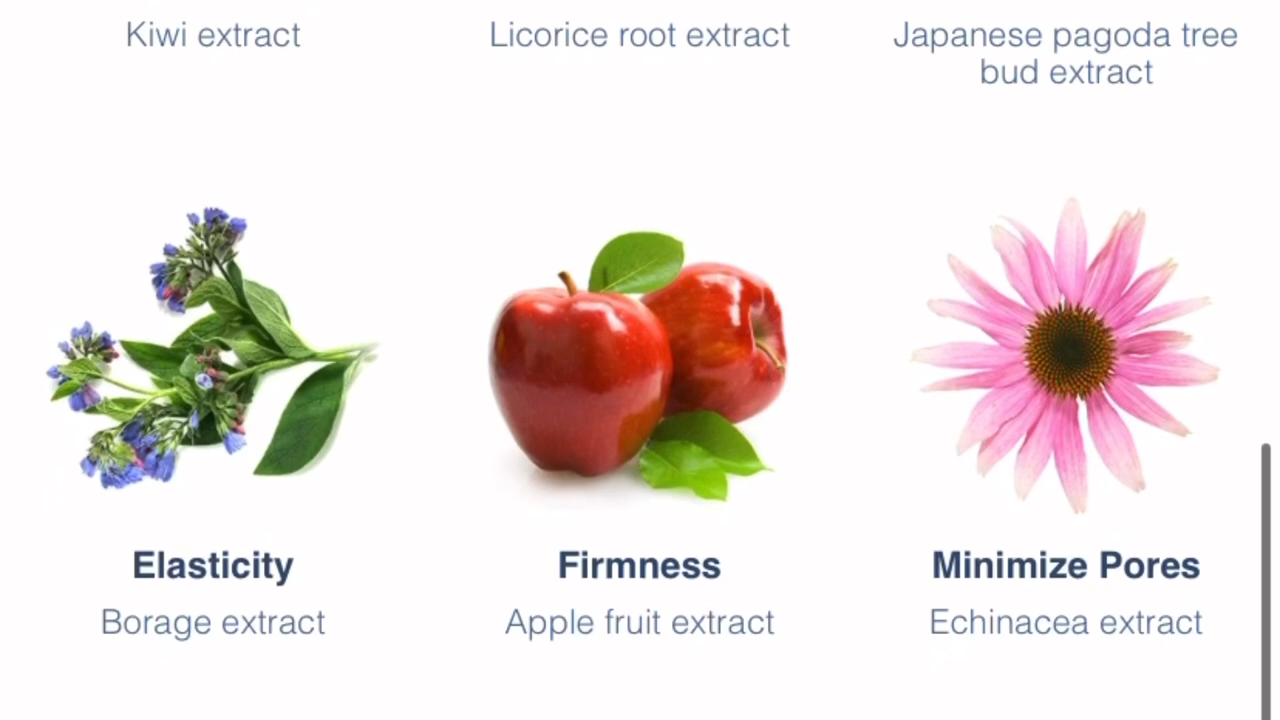 Kiwi extract
Licorice root extract
Japanese pagoda tree
bud extract
Elasticity
Firmness
Minimize Pores
Borage extract
Apple fruit extract
Echinacea extract